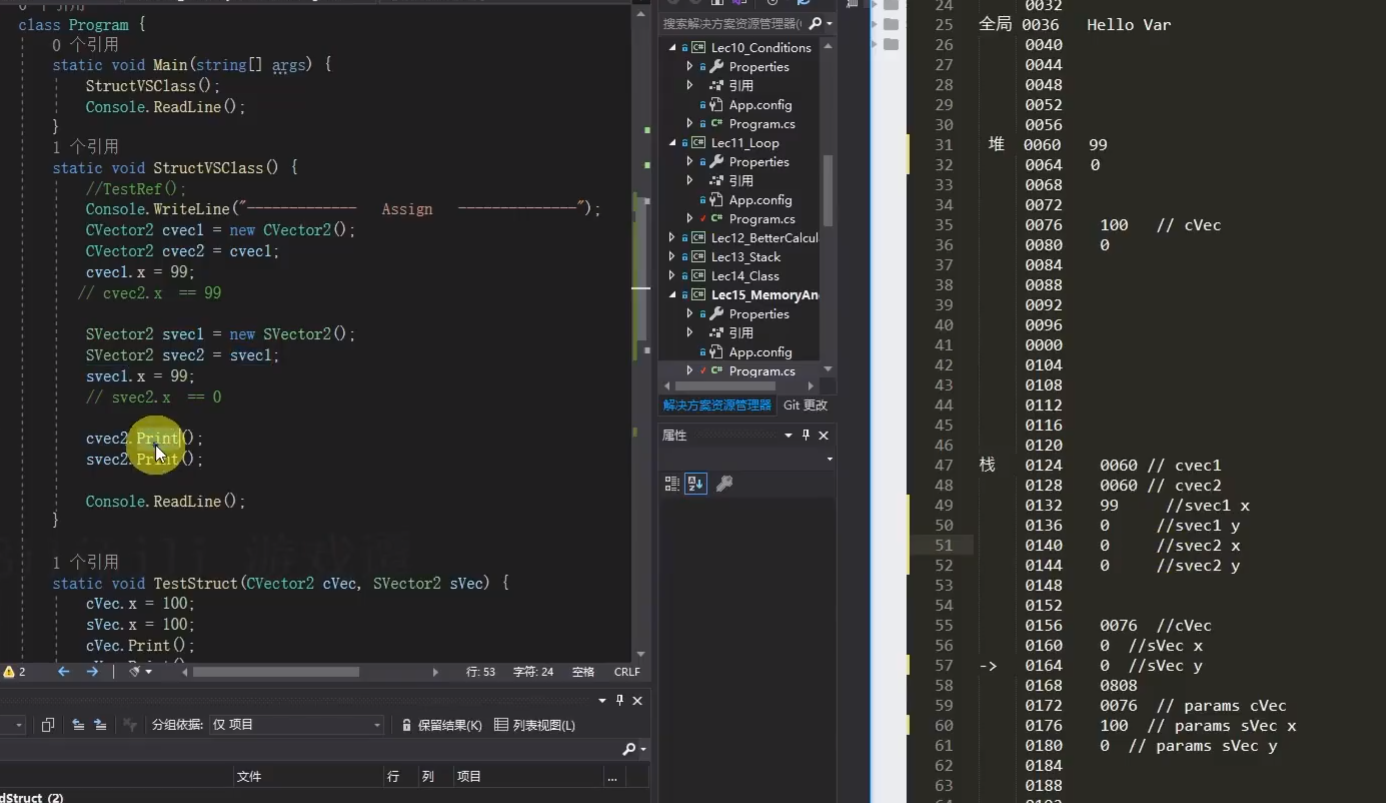 class Program {
0 个引用
static void Main(string[] args) {
StructVSClass();
Console.ReadLine();
}
1 个引用
static void StructVSClass() {
//TestRef();
Console.WriteLine("------------- Assign --------------");
CVector2 cvec1 = new CVector2();
CVector2 cvec2 = cvec1;
cvec1.x = 99;
// cvec2.x == 99
SVector2 svec1 = new SVector2();
SVector2 svec2 = svec1;
svec1.x = 99;
// svec2.x == 0
cvec2.Print();
svec2.Print();
Console.ReadLine();
}
1 个引用
static void TestStruct(CVector2 cVec, SVector2 sVec) {
cVec.x = 100;
sVec.x = 100;
cVec.Print();
2
行: 53 字符: 24 空格 CRLF
分组依据: 仅 项目 保留结果(K) 列表视图(L)
文件 行 列 项目 ...
dStruct (2)
搜索解决方案资源管理器(
Lec10_Conditions
Properties
引用
App.config
Program.cs
Lec11_Loop
Properties
引用
App.config
Program.cs
Lec12_BetterCalcul
Lec13_Stack
Lec14_Class
Lec15_MemoryAn
Properties
引用
App.config
Program.cs
解决方案资源管理器 Git 更改
属性
24 0032
25 全局 0036 Hello Var
26 0040
27 0044
28 0048
29 0052
30 0056
31 堆 0060 99
32 0064 0
33 0068
34 0072
35 0076 100 // cVec
36 0080 0
37 0084
38 0088
39 0092
40 0096
41 0000
42 0104
43 0108
44 0112
45 0116
46 0120
47 栈 0124 0060 // cvec1
48 0128 0060 // cvec2
49 0132 99 //svec1 x
50 0136 0 //svec1 y
51 0140 0 //svec2 x
52 0144 0 //svec2 y
53 0148
54 0152
55 0156 0076 //cVec
56 0160 0 //sVec x
57 -> 0164 0 //sVec y
58 0168 0808
59 0172 0076 // params cVec
60 0176 100 // params sVec x
61 0180 0 // params sVec y
62 0184
63 0188